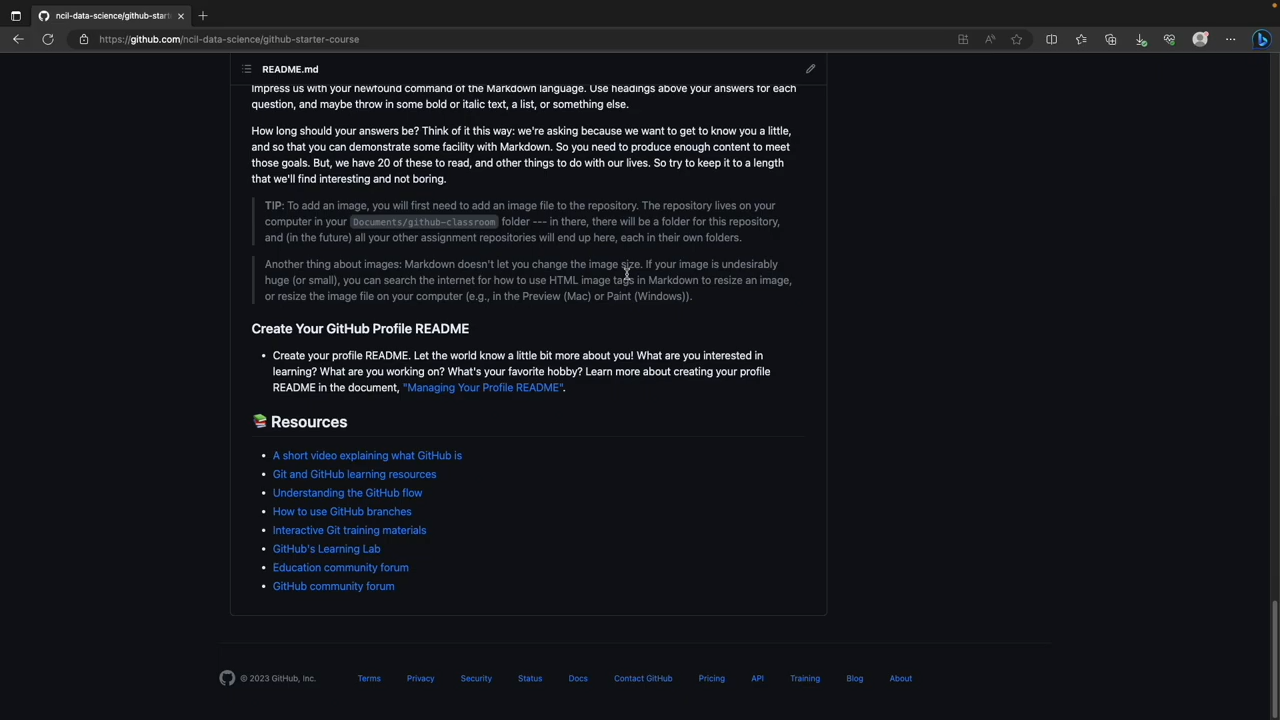 ncil-data-science/github-start
https://github.com/ncil-data-science/github-starter-course
README.md
Impress us with your newfound command of the Markdown language. Use headings above your answers for each
question, and maybe throw in some bold or italic text, a list, or something else.
How long should your answers be? Think of it this way: we're asking because we want to get to know you a little,
and so that you can demonstrate some facility with Markdown. So you need to produce enough content to meet
those goals. But, we have 20 of these to read, and other things to do with our lives. So try to keep it to a length
that we'll find interesting and not boring.
TIP: To add an image, you will first need to add an image file to the repository. The repository lives on your
computer in your Documents/github-classroom folder --- in there, there will be a folder for this repository,
and (in the future) all your other assignment repositories will end up here, each in their own folders.
Another thing about images: Markdown doesn't let you change the image size. If your image is undesirably
huge (or small), you can search the internet for how to use HTML image tags in Markdown to resize an image,
or resize the image file on your computer (e.g., in the Preview (Mac) or Paint (Windows)).
Create Your GitHub Profile README
• Create your profile README. Let the world know a little bit more about you! What are you interested in
learning? What are you working on? What's your favorite hobby? Learn more about creating your profile
README in the document, "Managing Your Profile README".
📚 Resources
• A short video explaining what GitHub is
• Git and GitHub learning resources
• Understanding the GitHub flow
• How to use GitHub branches
• Interactive Git training materials
• GitHub's Learning Lab
• Education community forum
• GitHub community forum
© 2023 GitHub, Inc. Terms Privacy Security Status Docs Contact GitHub Pricing API Training Blog About